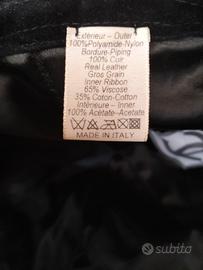 Extérieur - Outer
100%Polyamide-Nylon
Bordure-Piping
100% Cuir
Real Leather
Gros Grain
Inner Ribbon
65% Viscose
35% Coton-Cotton
Intérieure - Inner
100% Acétate-Acetate
MADE IN ITALY
subito